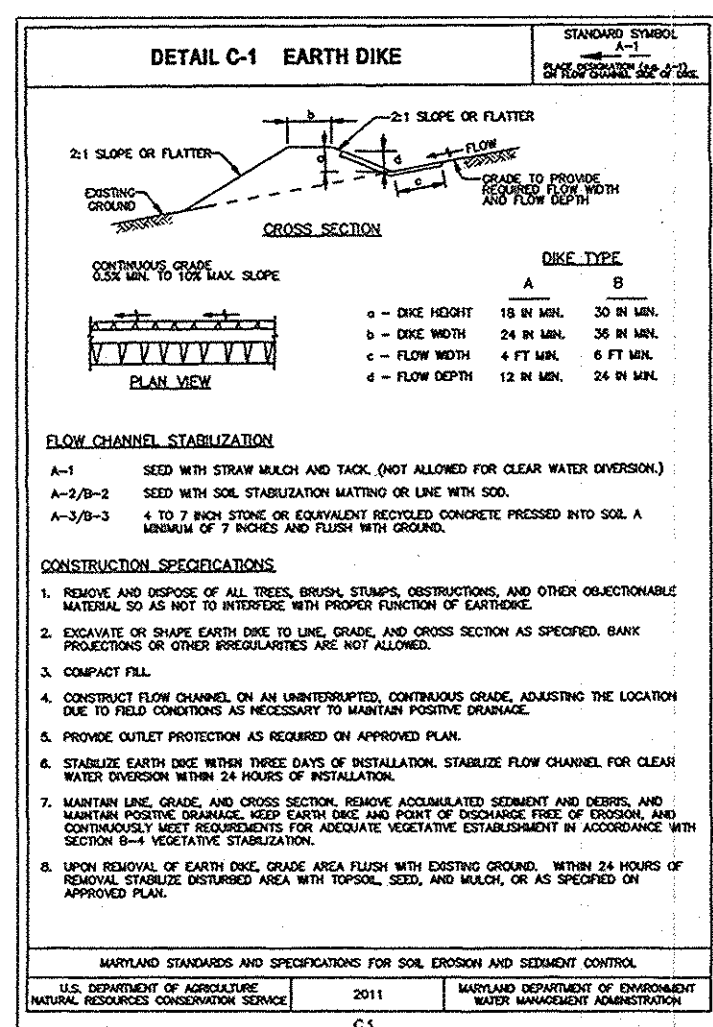 DETAIL C-1 EARTH DIKE
STANDARD SYMBOL
A-1
PLACE DESIGNATION (e.g. A-1)
ON FLOW CHANNEL SIDE OF DIKE.
b
2:1 SLOPE OR FLATTER
2:1 SLOPE OR FLATTER
FLOW
a
d
c
GRADE TO PROVIDE
REQUIRED FLOW WIDTH
AND FLOW DEPTH
EXISTING
GROUND
CROSS SECTION
CONTINUOUS GRADE
0.5% MIN. TO 10% MAX. SLOPE
PLAN VIEW
DIKE TYPE
A B
a - DIKE HEIGHT 18 IN MIN. 30 IN MIN.
b - DIKE WIDTH 24 IN MIN. 36 IN MIN.
c - FLOW WIDTH 4 FT MIN. 6 FT MIN.
d - FLOW DEPTH 12 IN MIN. 24 IN MIN.
FLOW CHANNEL STABILIZATION
A-1 SEED WITH STRAW MULCH AND TACK. (NOT ALLOWED FOR CLEAR WATER DIVERSION.)
A-2/B-2 SEED WITH SOIL STABILIZATION MATTING OR LINE WITH SOD.
A-3/B-3 4 TO 7 INCH STONE OR EQUIVALENT RECYCLED CONCRETE PRESSED INTO SOIL A
MINIMUM OF 7 INCHES AND FLUSH WITH GROUND.
CONSTRUCTION SPECIFICATIONS
1. REMOVE AND DISPOSE OF ALL TREES, BRUSH, STUMPS, OBSTRUCTIONS, AND OTHER OBJECTIONABLE
MATERIAL SO AS NOT TO INTERFERE WITH PROPER FUNCTION OF EARTHDIKE.
2. EXCAVATE OR SHAPE EARTH DIKE TO LINE, GRADE, AND CROSS SECTION AS SPECIFIED. BANK
PROJECTIONS OR OTHER IRREGULARITIES ARE NOT ALLOWED.
3. COMPACT FILL.
4. CONSTRUCT FLOW CHANNEL ON AN UNINTERRUPTED, CONTINUOUS GRADE, ADJUSTING THE LOCATION
DUE TO FIELD CONDITIONS AS NECESSARY TO MAINTAIN POSITIVE DRAINAGE.
5. PROVIDE OUTLET PROTECTION AS REQUIRED ON APPROVED PLAN.
6. STABILIZE EARTH DIKE WITHIN THREE DAYS OF INSTALLATION. STABILIZE FLOW CHANNEL FOR CLEAR
WATER DIVERSION WITHIN 24 HOURS OF INSTALLATION.
7. MAINTAIN LINE, GRADE, AND CROSS SECTION. REMOVE ACCUMULATED SEDIMENT AND DEBRIS, AND
MAINTAIN POSITIVE DRAINAGE. KEEP EARTH DIKE AND POINT OF DISCHARGE FREE OF EROSION, AND
CONTINUOUSLY MEET REQUIREMENTS FOR ADEQUATE VEGETATIVE ESTABLISHMENT IN ACCORDANCE WITH
SECTION B-4 VEGETATIVE STABILIZATION.
8. UPON REMOVAL OF EARTH DIKE, GRADE AREA FLUSH WITH EXISTING GROUND. WITHIN 24 HOURS OF
REMOVAL STABILIZE DISTURBED AREA WITH TOPSOIL, SEED, AND MULCH, OR AS SPECIFIED ON
APPROVED PLAN.
MARYLAND STANDARDS AND SPECIFICATIONS FOR SOIL EROSION AND SEDIMENT CONTROL
U.S. DEPARTMENT OF AGRICULTURE
NATURAL RESOURCES CONSERVATION SERVICE
2011
MARYLAND DEPARTMENT OF ENVIRONMENT
WATER MANAGEMENT ADMINISTRATION
C.5